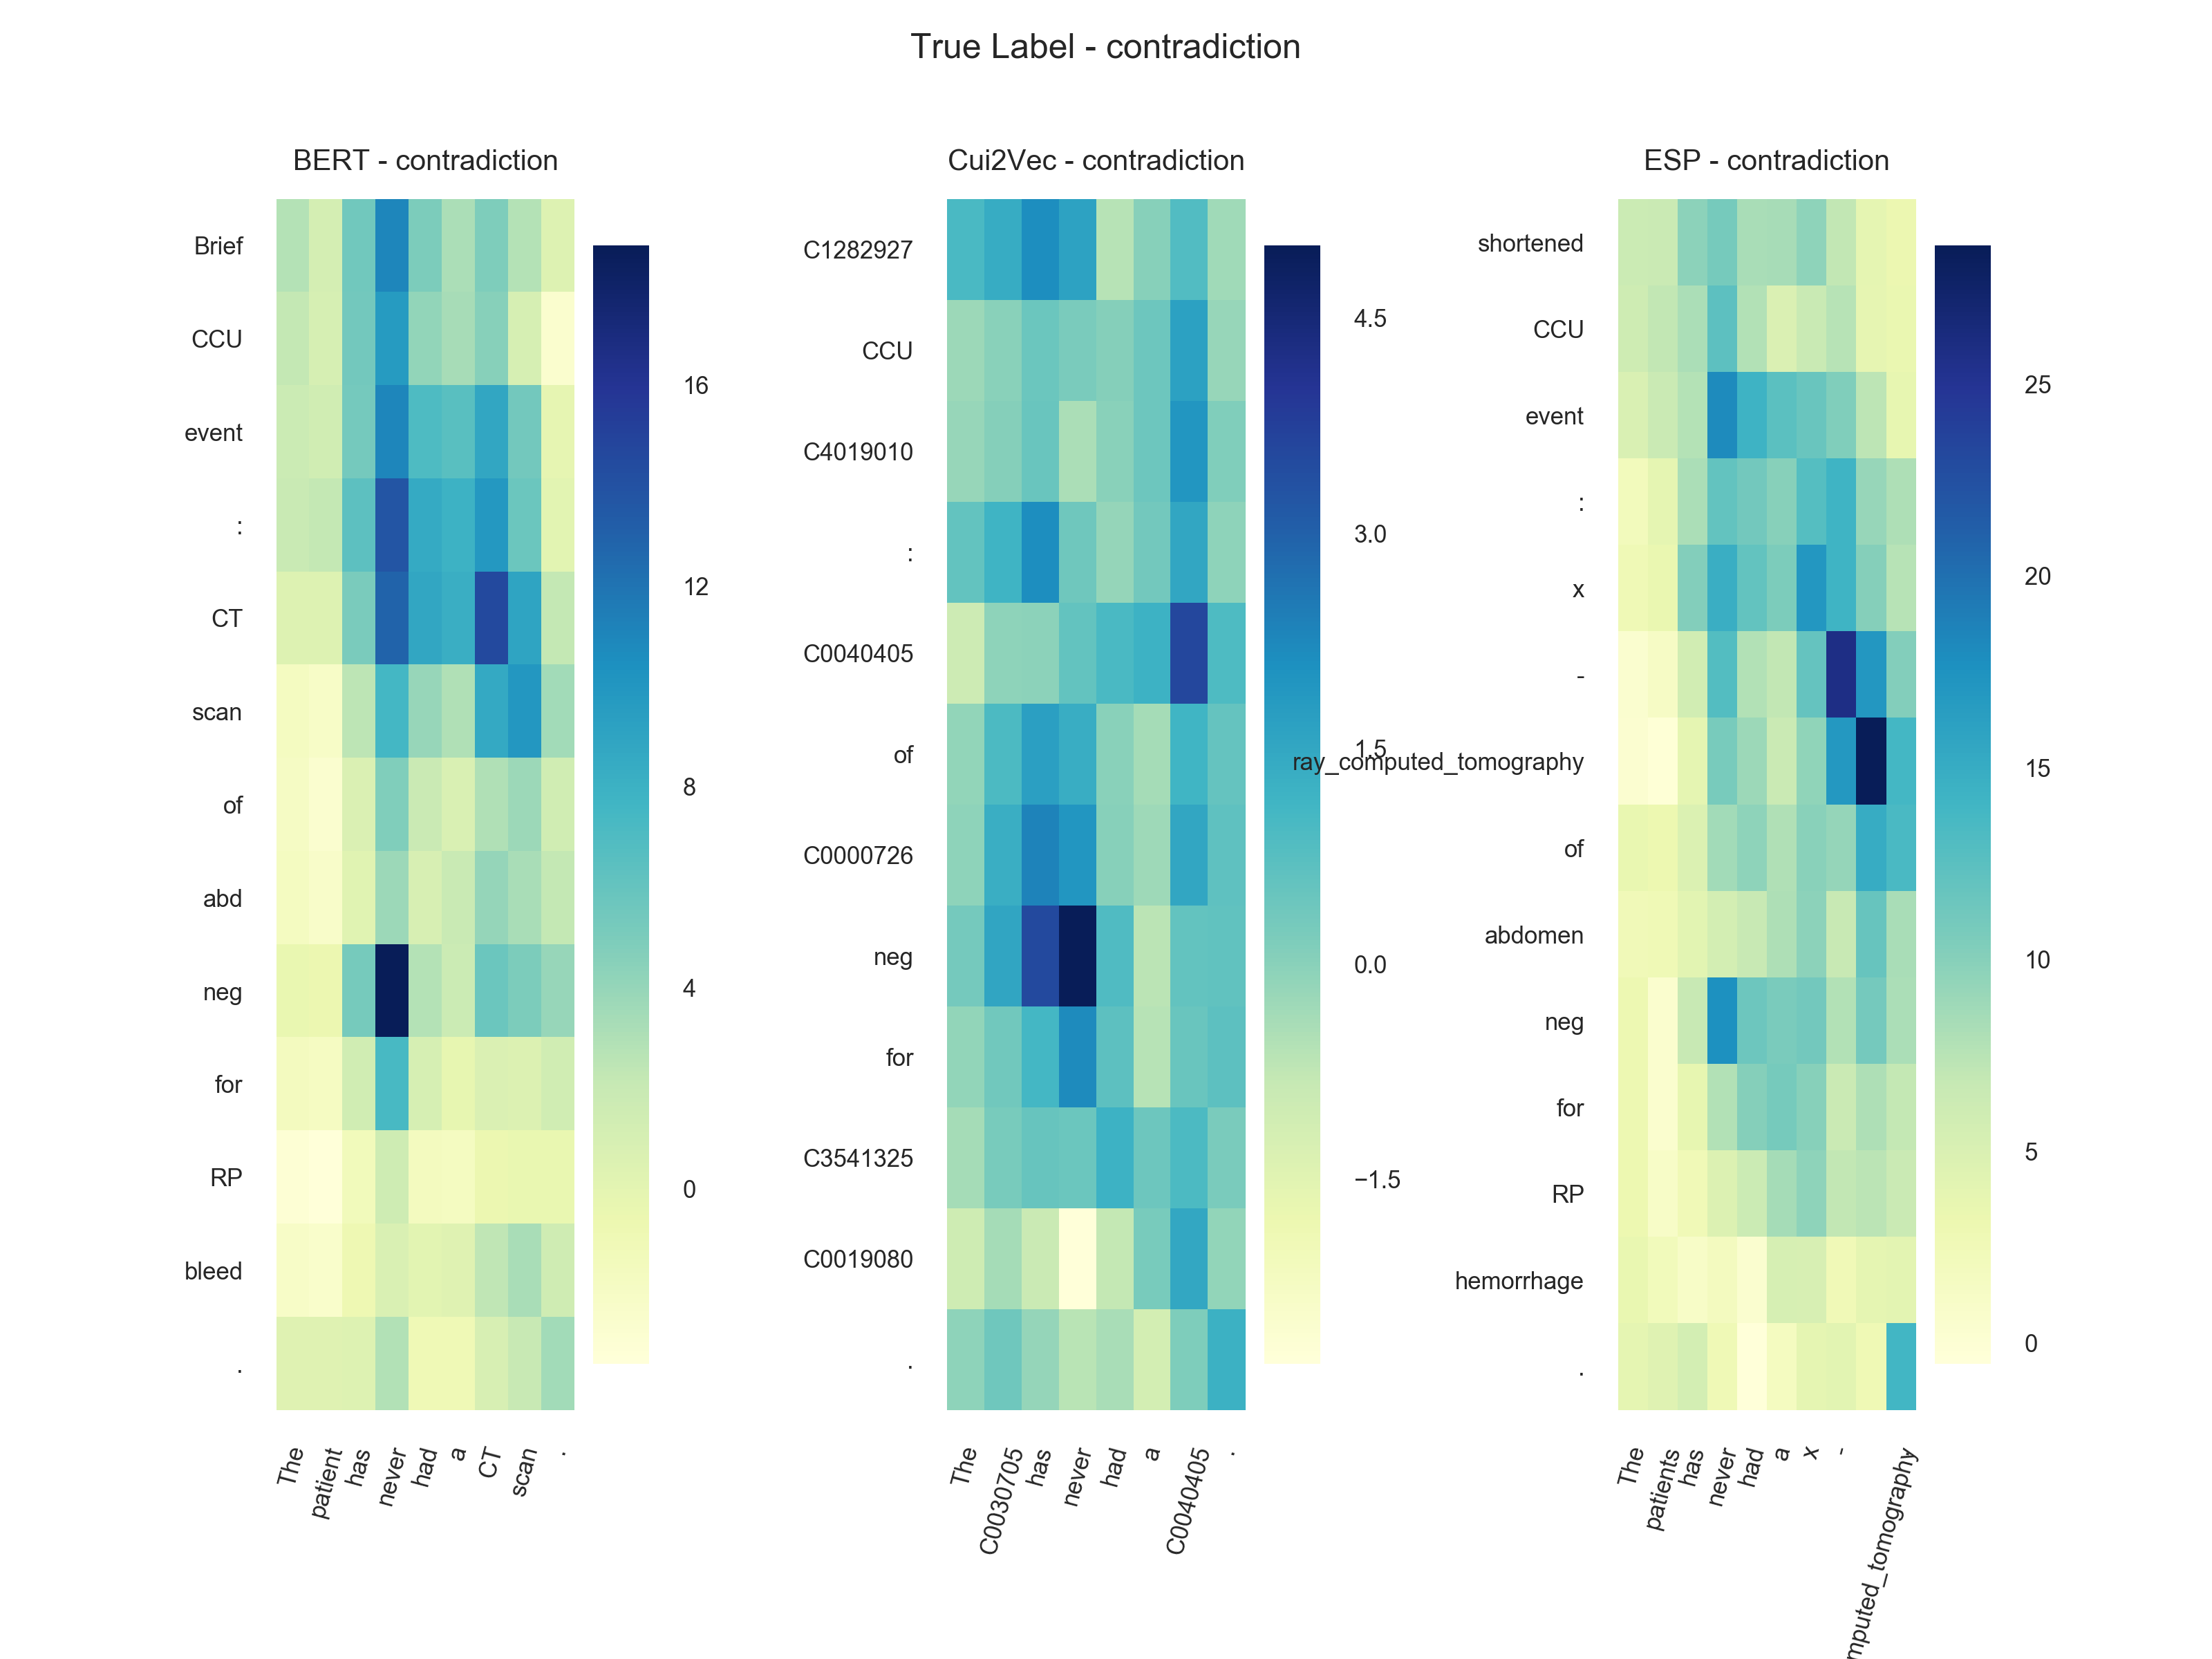 True Label - contradiction
BERT - contradiction
Brief
CCU
event
:
CT
scan
of
abd
neg
for
RP
bleed
.
The
patient
has
never
had
a
CT
scan
.
16
12
8
4
0
Cui2Vec - contradiction
C1282927
CCU
C4019010
:
C0040405
of
C0000726
neg
for
C3541325
C0019080
.
The
C0030705
has
never
had
a
C0040405
.
4.5
3.0
1.5
0.0
−1.5
ESP - contradiction
shortened
CCU
event
:
x
-
ray_computed_tomography
of
abdomen
neg
for
RP
hemorrhage
.
The
patients
has
never
had
a
x
-
mputed_tomography
.
25
20
15
10
5
0